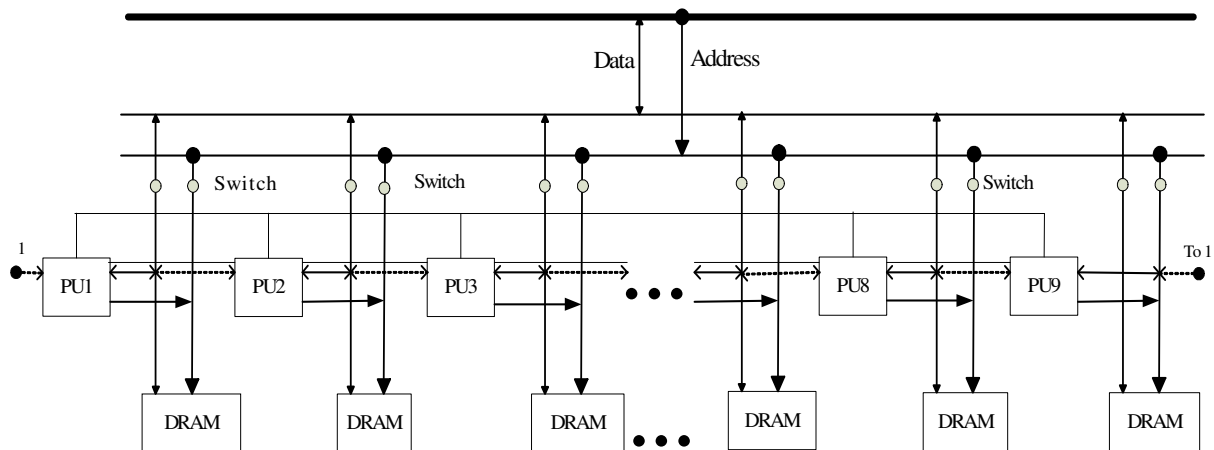 Data
Address
Switch
Switch
Switch
1
To 1
PU1
PU2
PU3
PU8
PU9
DRAM
DRAM
DRAM
DRAM
DRAM
DRAM